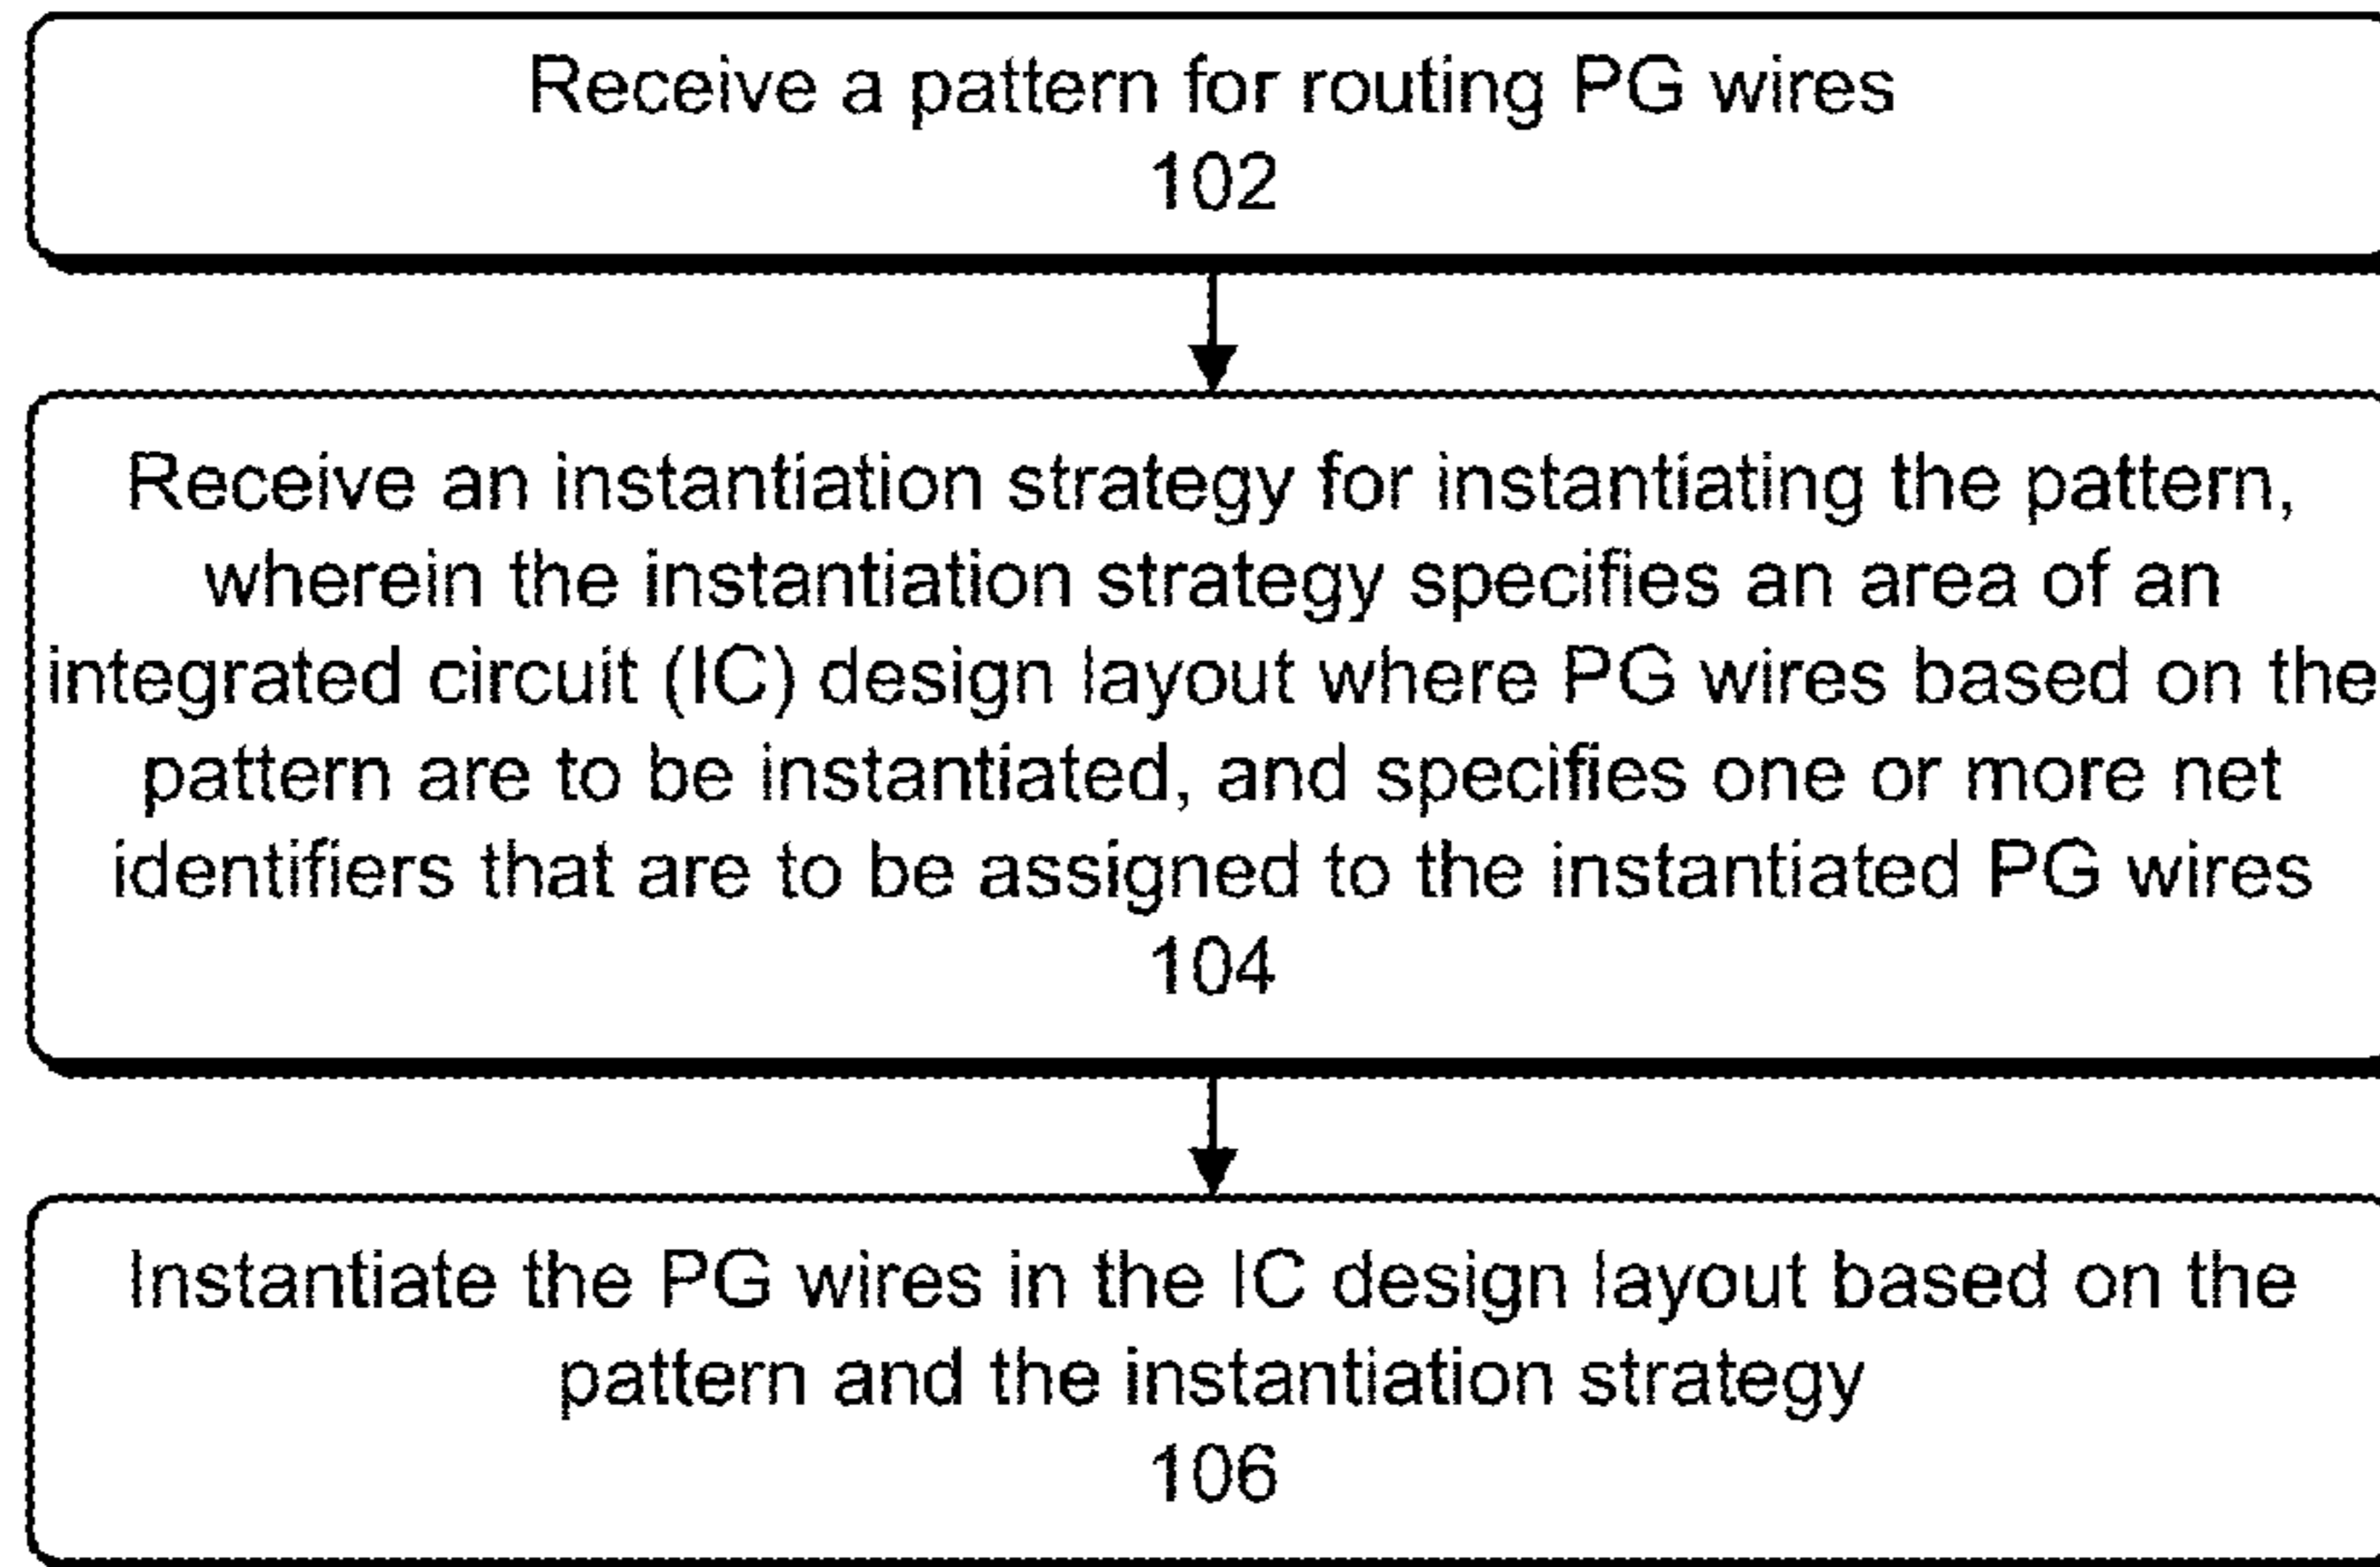 Receive a pattern for routing PG wires
102
Receive an instantiation strategy for instantiating the pattern,
wherein the instantiation strategy specifies an area of an
integrated circuit (IC) design layout where PG wires based on the
pattern are to be instantiated, and specifies one or more net
identifiers that are to be assigned to the instantiated PG wires
104
Instantiate the PG wires in the IC design layout based on the
pattern and the instantiation strategy
106